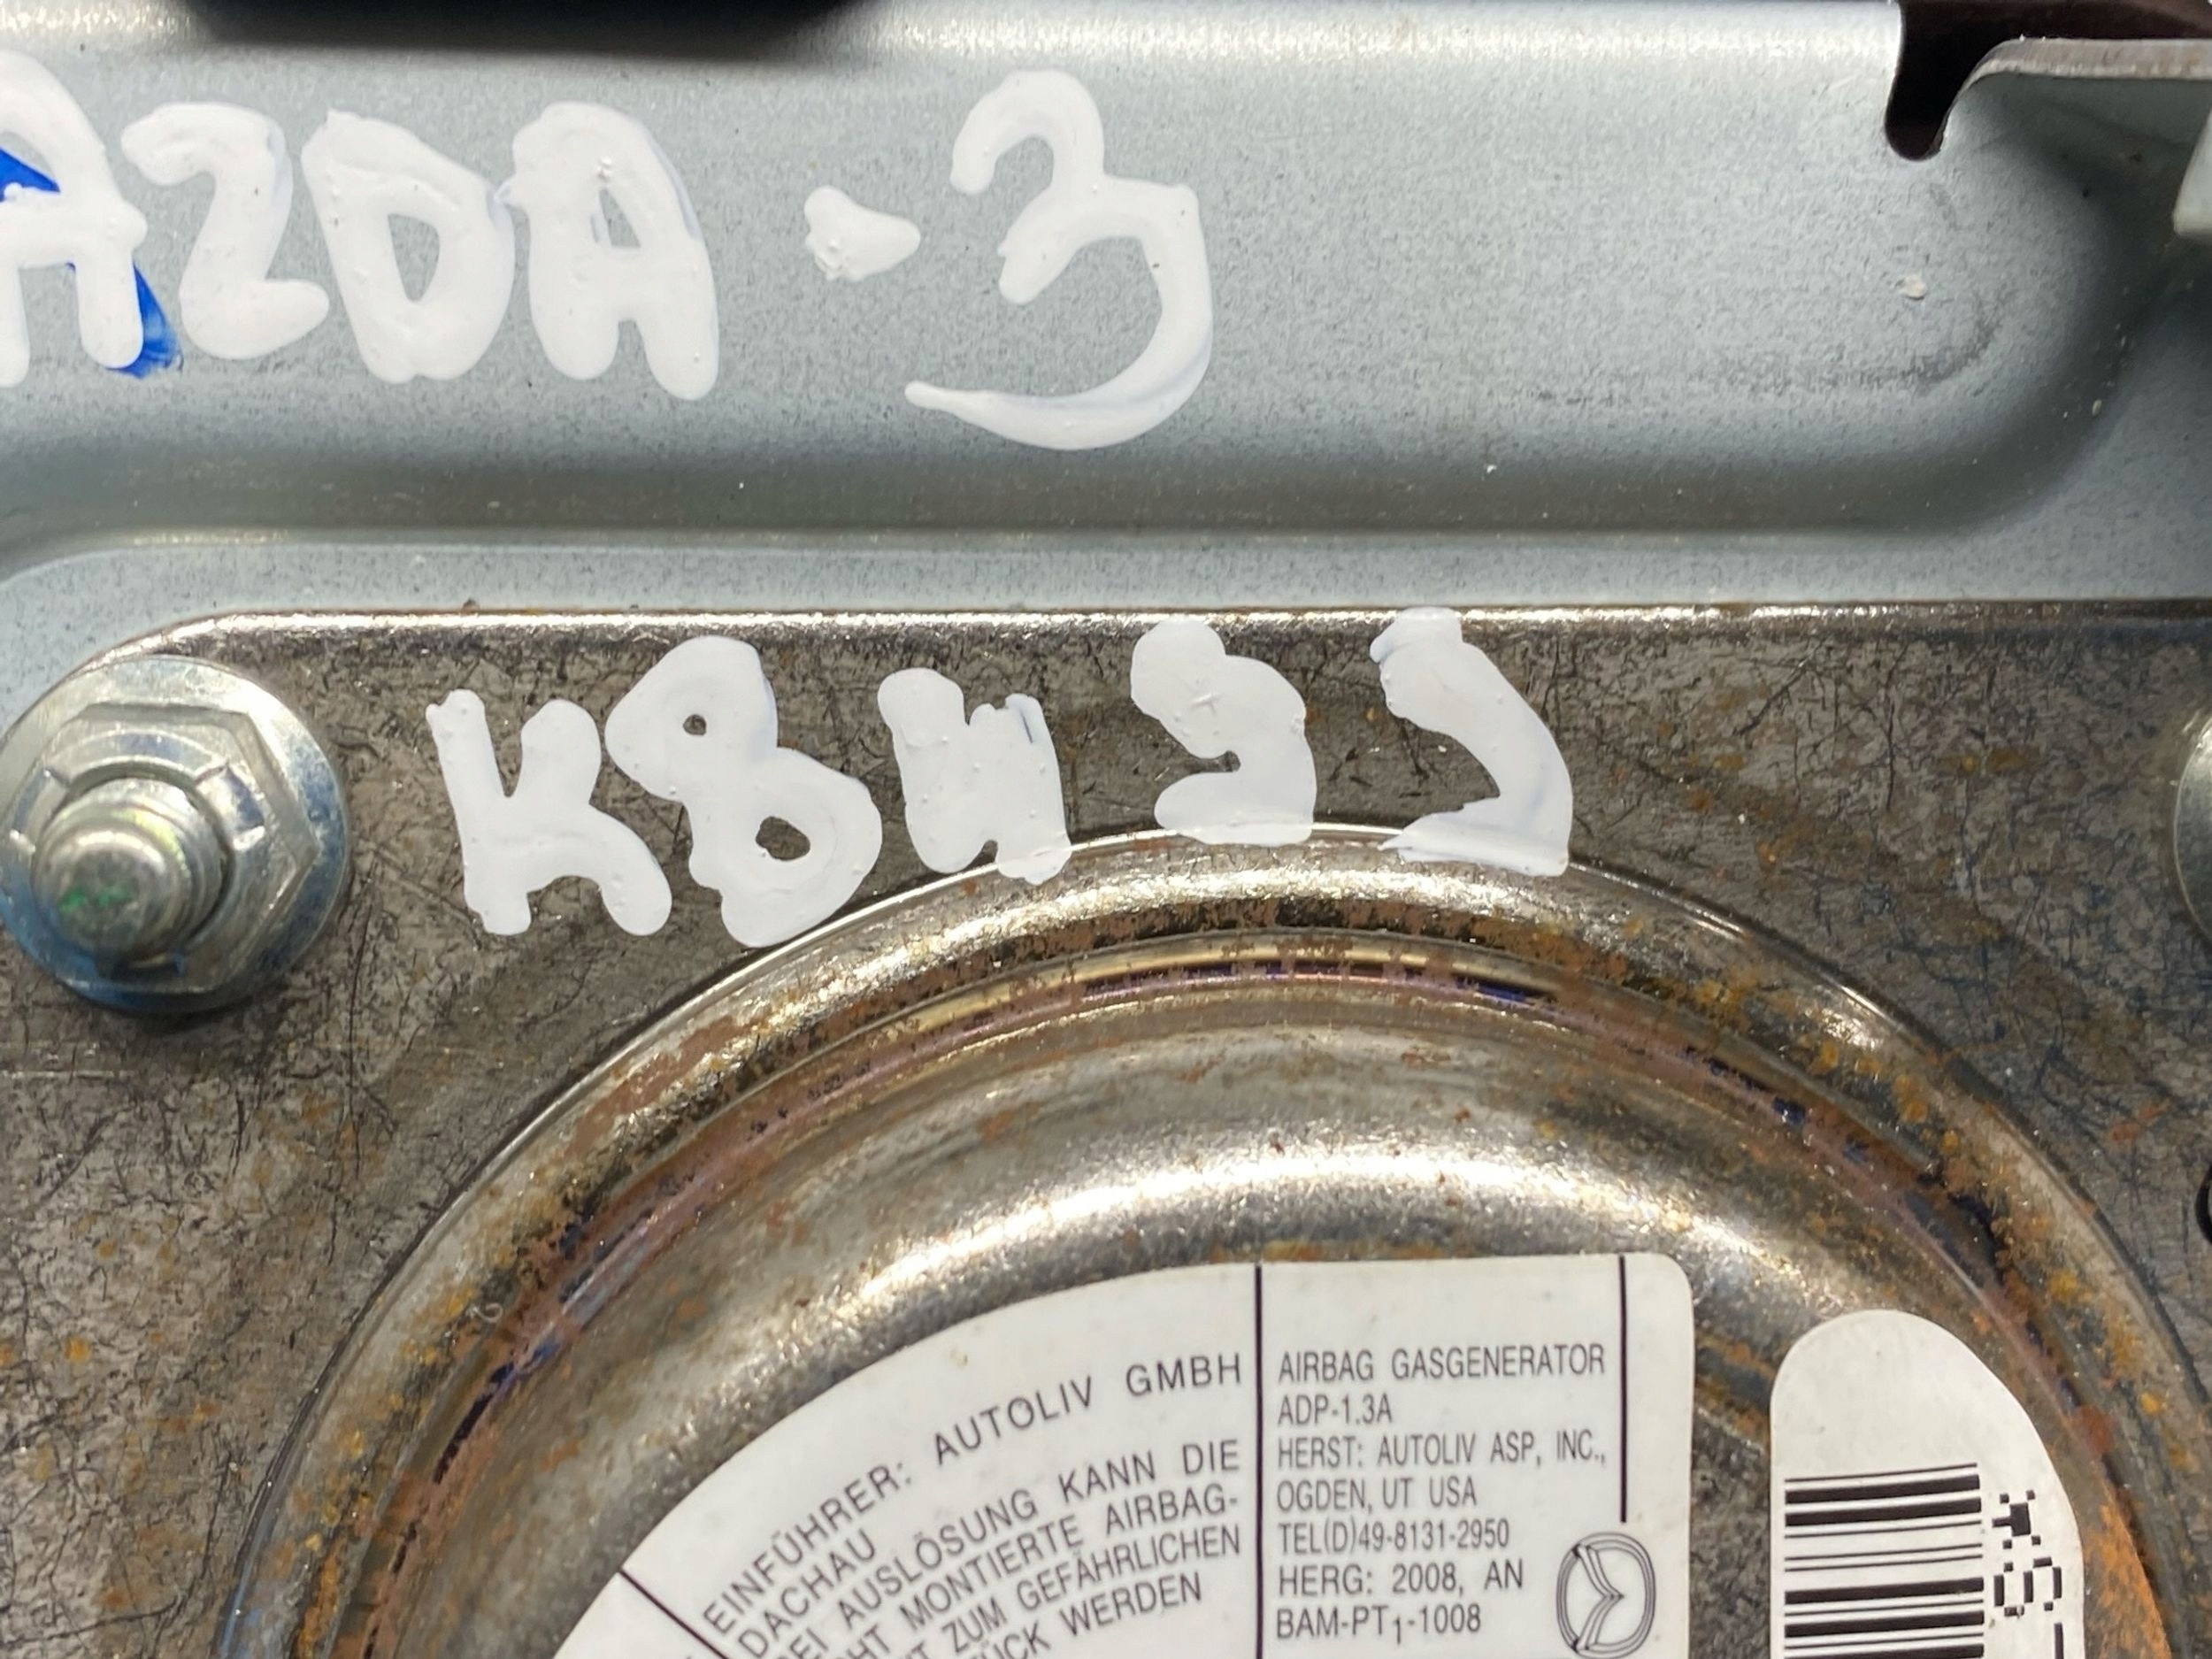 AZDA-3
EINFÜHRER: AUTOLIV GMBH
DACHAU
AUSLÖSUNG KANN DIE
MONTIERTE AIRBAG-
ZUM GEFÄHRLICHEN
WERDEN
AIRBAG GASGENERATOR
ADP-1.3A
HERST: AUTOLIV ASP, INC.,
OGDEN, UT USA
TEL(D)49-8131-2950
HERG: 2008, AN
BAM-PT1-1008